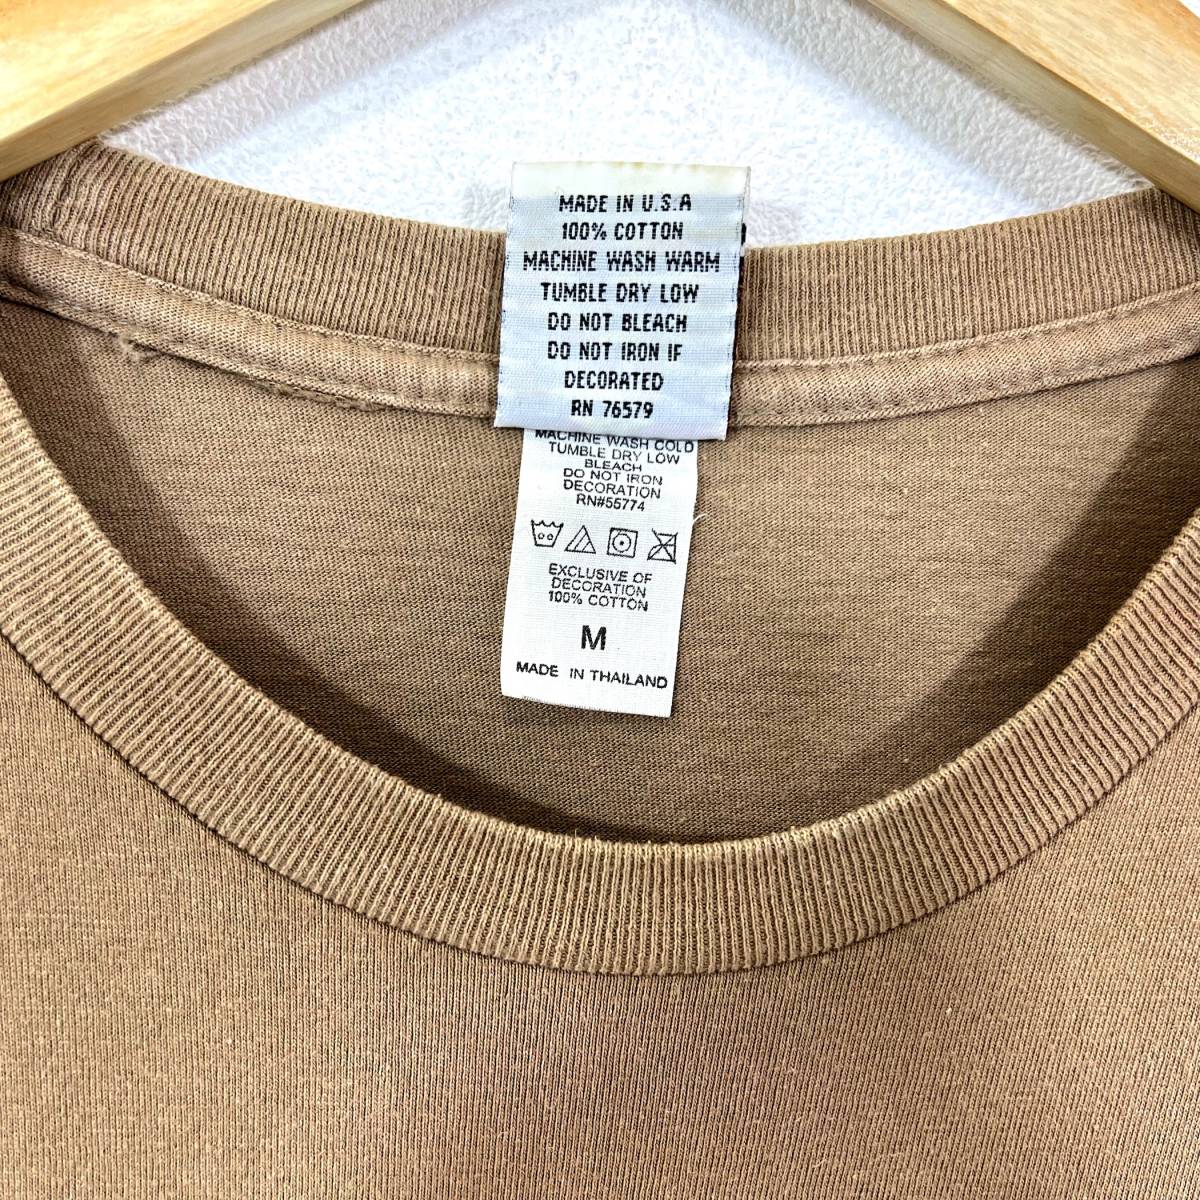 MADE IN U.S.A
100% COTTON
MACHINE WASH WARM
TUMBLE DRY LOW
DO NOT BLEACH
DO NOT IRON IF
DECORATED
RN 76579
MACHINE WASH COLD
TUMBLE DRY LOW
BLEACH
DO NOT IRON
DECORATION
RN#55774
EXCLUSIVE OF
DECORATION
100% COTTON
M
MADE IN THAILAND